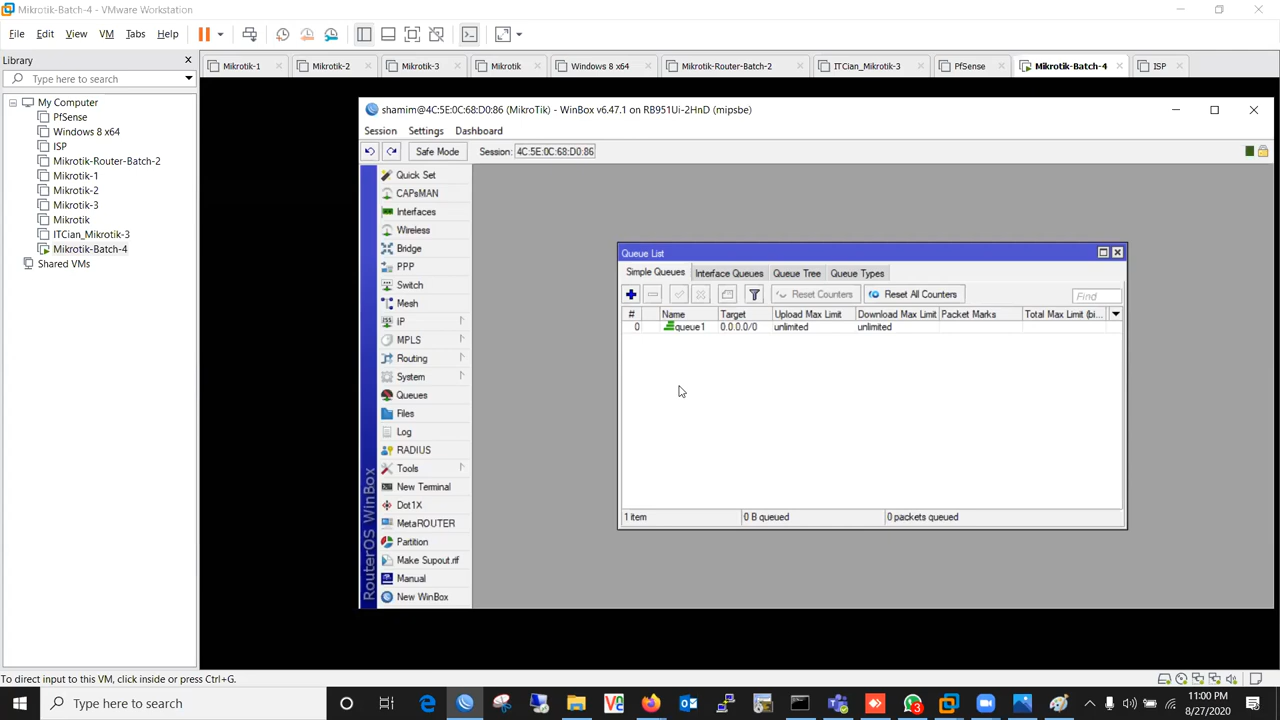 Mikrotik-Batch-4 - VMware Workstation
File Edit View VM Tabs Help
Library
Type here to search
My Computer
PfSense
Windows 8 x64
ISP
Mikrotik-Router-Batch-2
Mikrotik-1
Mikrotik-2
Mikrotik-3
Mikrotik
ITCian_Mikrotik-3
Mikrotik-Batch-4
Shared VMs
Mikrotik-1 Mikrotik-2 Mikrotik-3 Mikrotik Windows 8 x64 Mikrotik-Router-Batch-2 ITCian_Mikrotik-3 PfSense Mikrotik-Batch-4 ISP
shamim@4C:5E:0C:68:D0:86 (MikroTik) - WinBox v6.47.1 on RB951Ui-2HnD (mipsbe)
Session Settings Dashboard
Safe Mode Session: 4C:5E:0C:68:D0:86
Quick Set
CAPsMAN
Interfaces
Wireless
Bridge
PPP
Switch
Mesh
IP
MPLS
Routing
System
Queues
Files
Log
RADIUS
Tools
New Terminal
Dot1X
MetaROUTER
Partition
Make Supout.rif
Manual
New WinBox
RouterOS WinBox
Queue List
Simple Queues Interface Queues Queue Tree Queue Types
Reset Counters Reset All Counters Find
# Name Target Upload Max Limit Download Max Limit Packet Marks Total Max Limit (bi...
0 queue1 0.0.0.0/0 unlimited unlimited
1 item 0 B queued 0 packets queued
To direct input to this VM, click inside or press Ctrl+G.
Type here to search
3
11:00 PM
8/27/2020